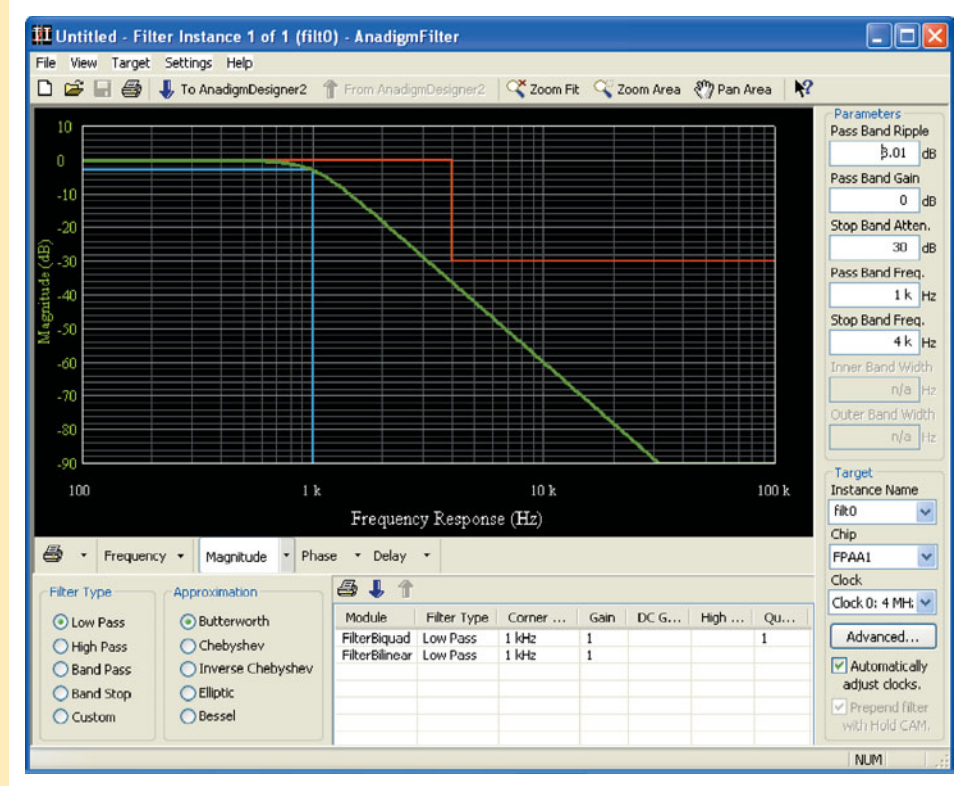 Untitled - Filter Instance 1 of 1 (filt0) - AnadigmFilter
File View Target Settings Help
To AnadigmDesigner2 From AnadigmDesigner2 Zoom Fit Zoom Area Pan Area
10
0
-10
-20
-30
-40
-50
-60
-70
-80
-90
Magnitude (dB)
100 1 k 10 k 100 k
Frequency Response (Hz)
Parameters
Pass Band Ripple
3.01 dB
Pass Band Gain
0 dB
Stop Band Atten.
30 dB
Pass Band Freq.
1 k Hz
Stop Band Freq.
4 k Hz
Inner Band Width
n/a Hz
Outer Band Width
n/a Hz
Target
Instance Name
filt0
Chip
FPAA1
Clock
Clock 0: 4 MH:
Advanced...
Automatically
adjust clocks.
Prepend filter
with Hold CAM.
Frequency Magnitude Phase Delay
Filter Type
Low Pass
High Pass
Band Pass
Band Stop
Custom
Approximation
Butterworth
Chebyshev
Inverse Chebyshev
Elliptic
Bessel
Module Filter Type Corner ... Gain DC G... High ... Qu...
FilterBiquad Low Pass 1 kHz 1 1
FilterBilinear Low Pass 1 kHz 1
NUM